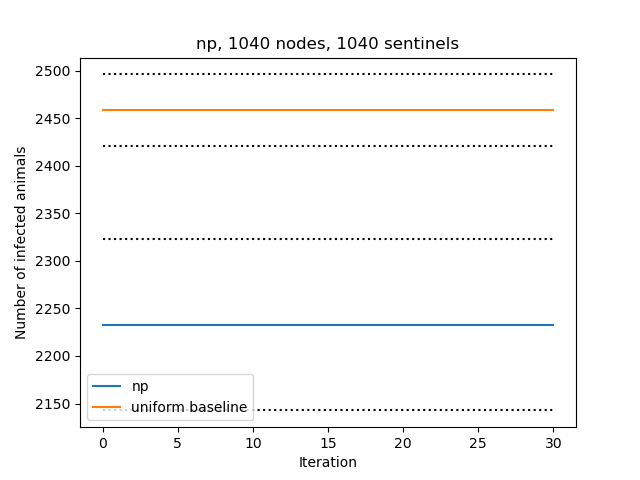 np, 1040 nodes, 1040 sentinels
Number of infected animals
2500
2450
2400
2350
2300
2250
2200
2150
np
uniform baseline
0 5 10 15 20 25 30
Iteration